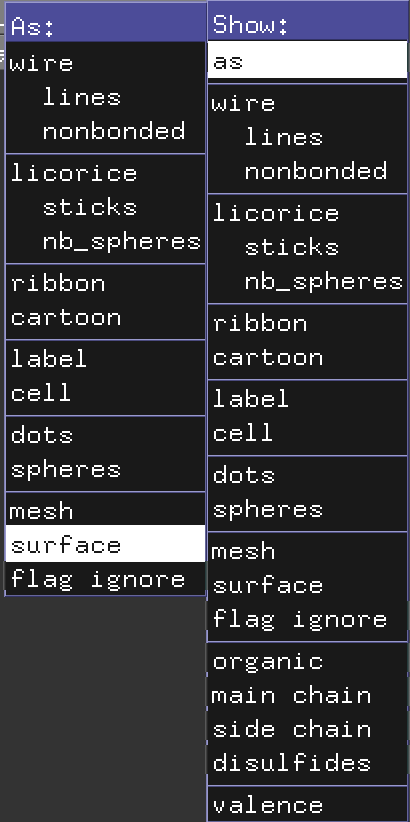 As:
wire
lines
nonbonded
licorice
sticks
nb_spheres
ribbon
cartoon
label
cell
dots
spheres
mesh
surface
flag ignore
Show:
as
wire
lines
nonbonded
licorice
sticks
nb_spheres
ribbon
cartoon
label
cell
dots
spheres
mesh
surface
flag ignore
organic
main chain
side chain
disulfides
valence